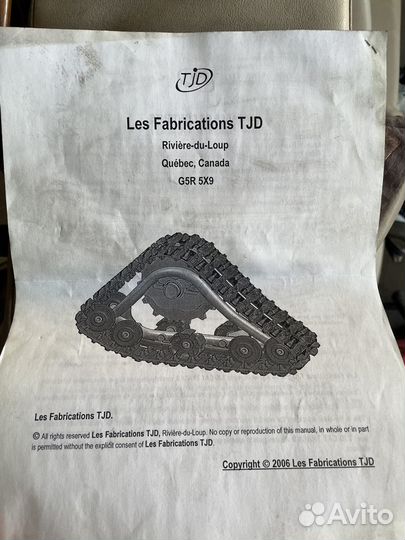 TJD
Les Fabrications TJD
Rivière-du-Loup
Québec, Canada
G5R 5X9
Les Fabrications TJD.
© All rights reserved Les Fabrications TJD, Rivière-du-Loup. No copy or reproduction of this manual, in whole or in part
is permitted without the explicit consent of Les Fabrications TJD.
Copyright © 2006 Les Fabrications TJD
Avito